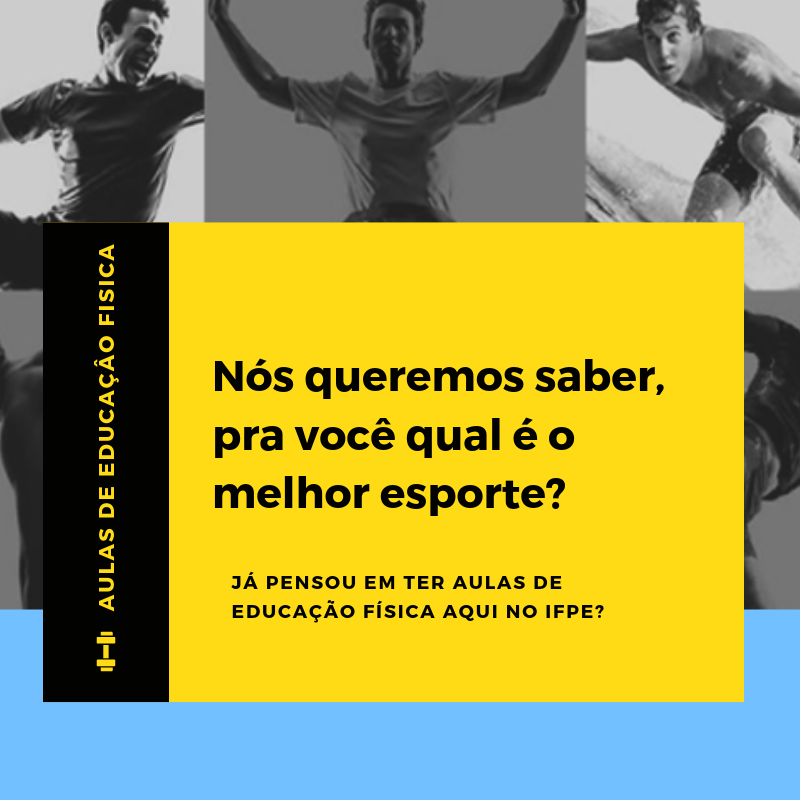 AULAS DE EDUCAÇÂO FISICA
Nós queremos saber,
pra você qual é o
melhor esporte?
JÁ PENSOU EM TER AULAS DE
EDUCAÇÃO FÍSICA AQUI NO IFPE?